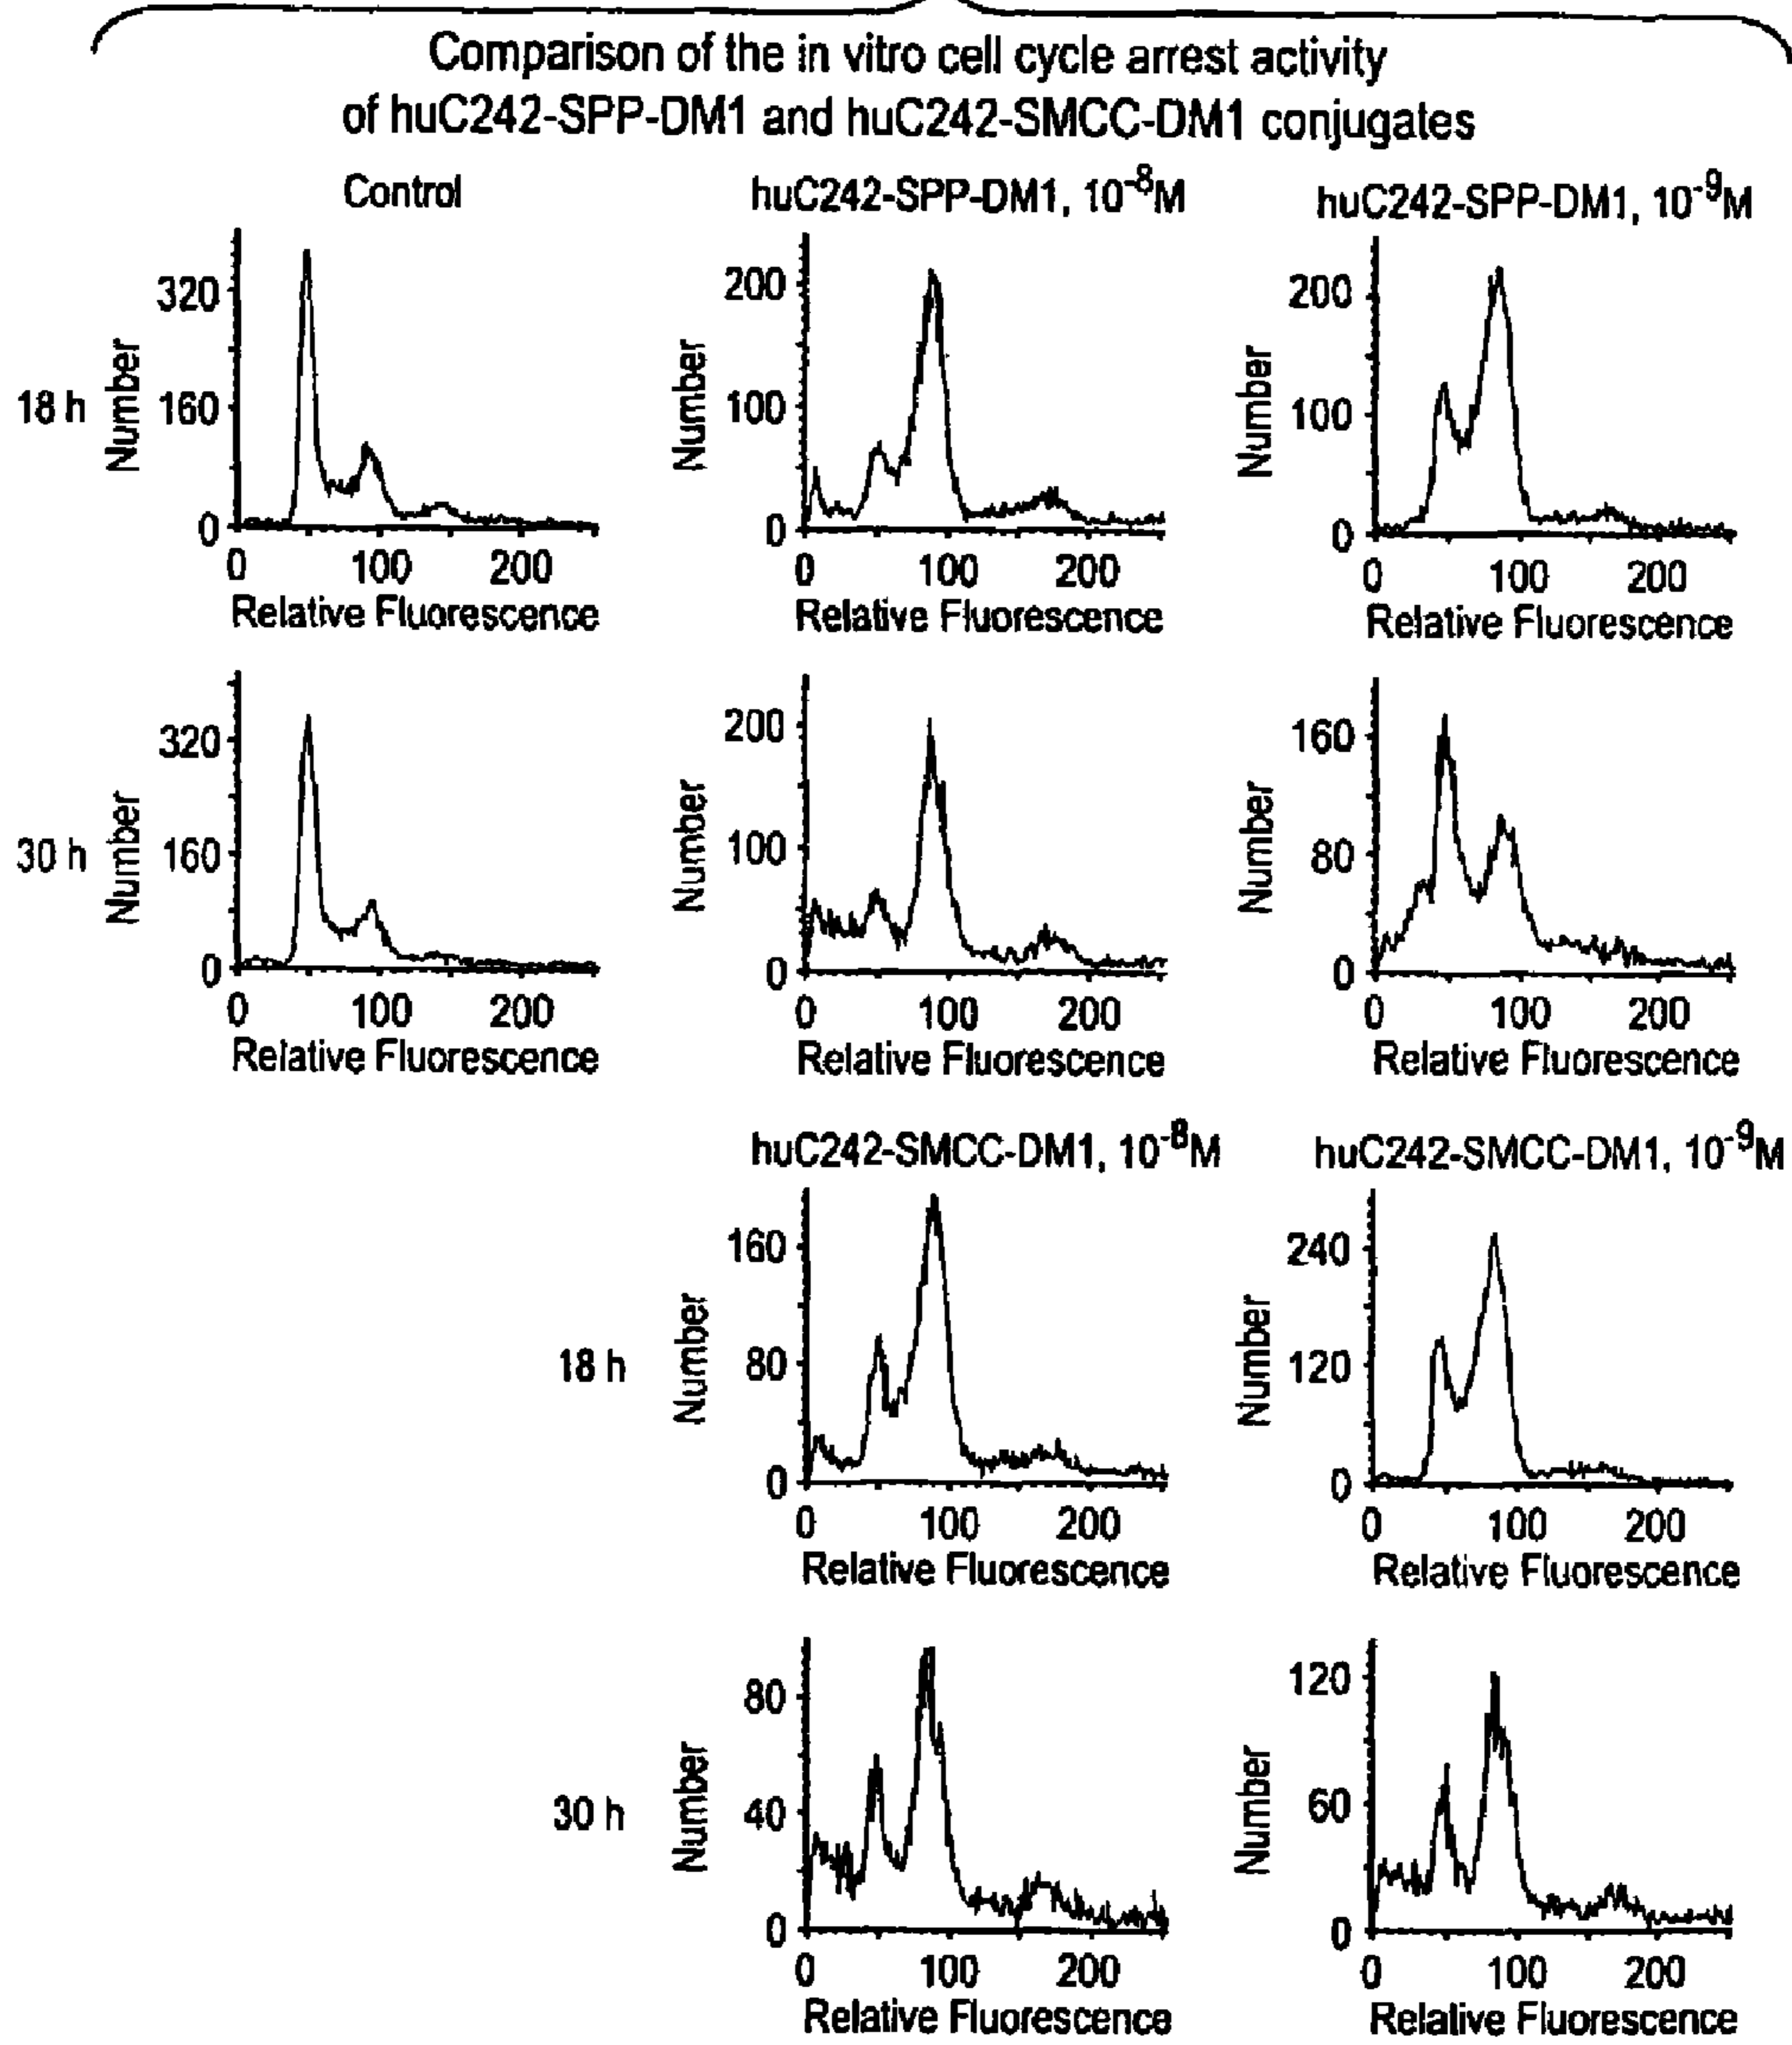 Comparison of the in vitro cell cycle arrest activity
of huC242-SPP-DM1 and huC242-SMCC-DM1 conjugates
Control
huC242-SPP-DM1, 10⁻⁸M
huC242-SPP-DM1, 10⁻⁹M
18 h
Number
320
160
0
0 100 200
Relative Fluorescence
Number
200
100
0
0 100 200
Relative Fluorescence
Number
200
100
0
0 100 200
Relative Fluorescence
30 h
Number
320
160
0
0 100 200
Relative Fluorescence
Number
200
100
0
0 100 200
Relative Fluorescence
Number
160
80
0
0 100 200
Relative Fluorescence
huC242-SMCC-DM1, 10⁻⁸M
huC242-SMCC-DM1, 10⁻⁹M
18 h
Number
160
80
0
0 100 200
Relative Fluorescence
Number
240
120
0
0 100 200
Relative Fluorescence
30 h
Number
80
40
0
0 100 200
Relative Fluorescence
Number
120
60
0
0 100 200
Relative Fluorescence